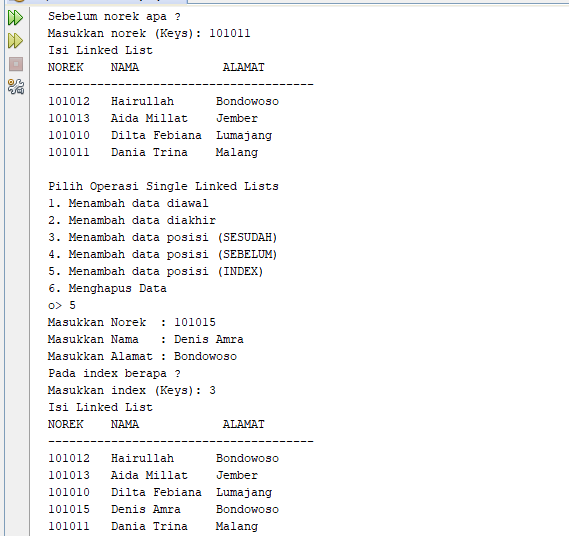 Sebelum norek apa ?
Masukkan norek (Keys): 101011
Isi Linked List
NOREK NAMA ALAMAT
--------------------------------------
101012 Hairullah Bondowoso
101013 Aida Millat Jember
101010 Dilta Febiana Lumajang
101011 Dania Trina Malang
Pilih Operasi Single Linked Lists
1. Menambah data diawal
2. Menambah data diakhir
3. Menambah data posisi (SESUDAH)
4. Menambah data posisi (SEBELUM)
5. Menambah data posisi (INDEX)
6. Menghapus Data
o> 5
Masukkan Norek : 101015
Masukkan Nama : Denis Amra
Masukkan Alamat : Bondowoso
Pada index berapa ?
Masukkan index (Keys): 3
Isi Linked List
NOREK NAMA ALAMAT
--------------------------------------
101012 Hairullah Bondowoso
101013 Aida Millat Jember
101010 Dilta Febiana Lumajang
101015 Denis Amra Bondowoso
101011 Dania Trina Malang